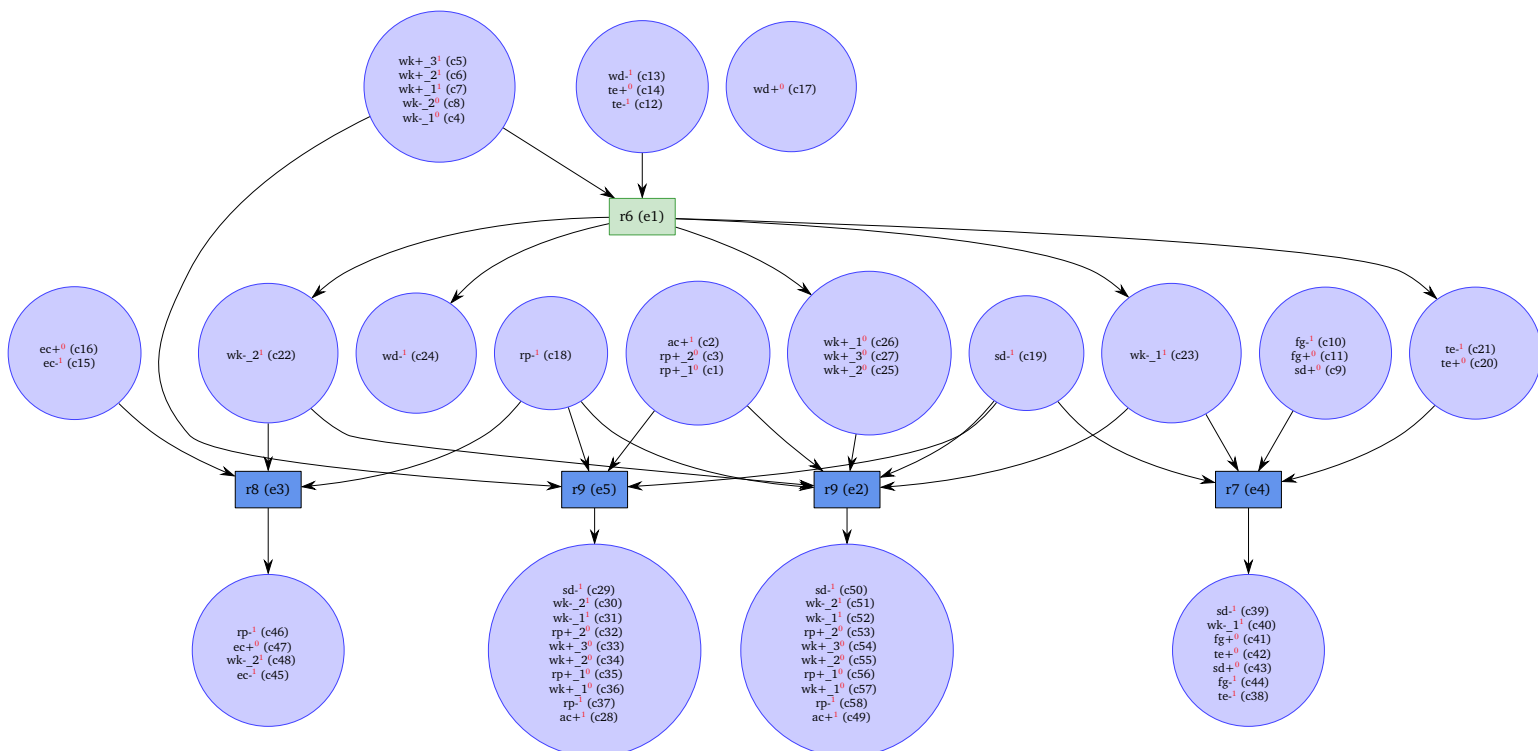 wk+_3¹ (c5)
wk+_2¹ (c6)
wk+_1¹ (c7)
wk-_2⁰ (c8)
wk-_1⁰ (c4)
wd-¹ (c13)
te+⁰ (c14)
te-¹ (c12)
wd+⁰ (c17)
r6 (e1)
ec+⁰ (c16)
ec-¹ (c15)
wk-_2¹ (c22)
wd-¹ (c24)
rp-¹ (c18)
ac+¹ (c2)
rp+_2⁰ (c3)
rp+_1⁰ (c1)
wk+_1⁰ (c26)
wk+_3⁰ (c27)
wk+_2⁰ (c25)
sd-¹ (c19)
wk-_1¹ (c23)
fg-¹ (c10)
fg+⁰ (c11)
sd+⁰ (c9)
te-¹ (c21)
te+⁰ (c20)
r8 (e3)
r9 (e5)
r9 (e2)
r7 (e4)
rp-¹ (c46)
ec+⁰ (c47)
wk-_2¹ (c48)
ec-¹ (c45)
sd-¹ (c29)
wk-_2¹ (c30)
wk-_1¹ (c31)
rp+_2⁰ (c32)
wk+_3⁰ (c33)
wk+_2⁰ (c34)
rp+_1⁰ (c35)
wk+_1⁰ (c36)
rp-¹ (c37)
ac+¹ (c28)
sd-¹ (c50)
wk-_2¹ (c51)
wk-_1¹ (c52)
rp+_2⁰ (c53)
wk+_3⁰ (c54)
wk+_2⁰ (c55)
rp+_1⁰ (c56)
wk+_1⁰ (c57)
rp-¹ (c58)
ac+¹ (c49)
sd-¹ (c39)
wk-_1¹ (c40)
fg+⁰ (c41)
te+⁰ (c42)
sd+⁰ (c43)
fg-¹ (c44)
te-¹ (c38)